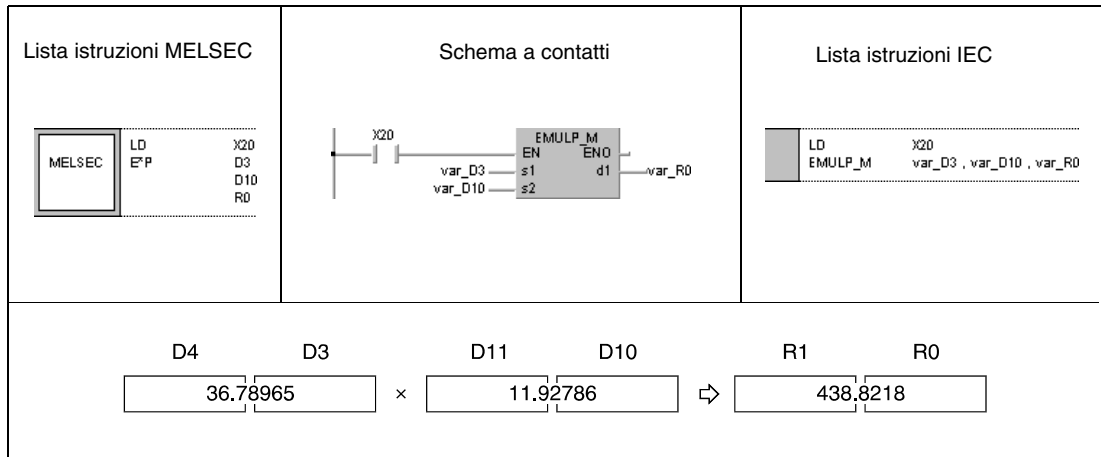 Lista istruzioni MELSEC
Schema a contatti
Lista istruzioni IEC
MELSEC
LD X20
E*P D3
D10
R0
X20
EMULP_M
EN ENO
var_D3 s1 d1 var_R0
var_D10 s2
LD X20
EMULP_M var_D3 , var_D10 , var_R0
D4 D3 D11 D10 R1 R0
36.78965 × 11.92786 ⇨ 438.8218